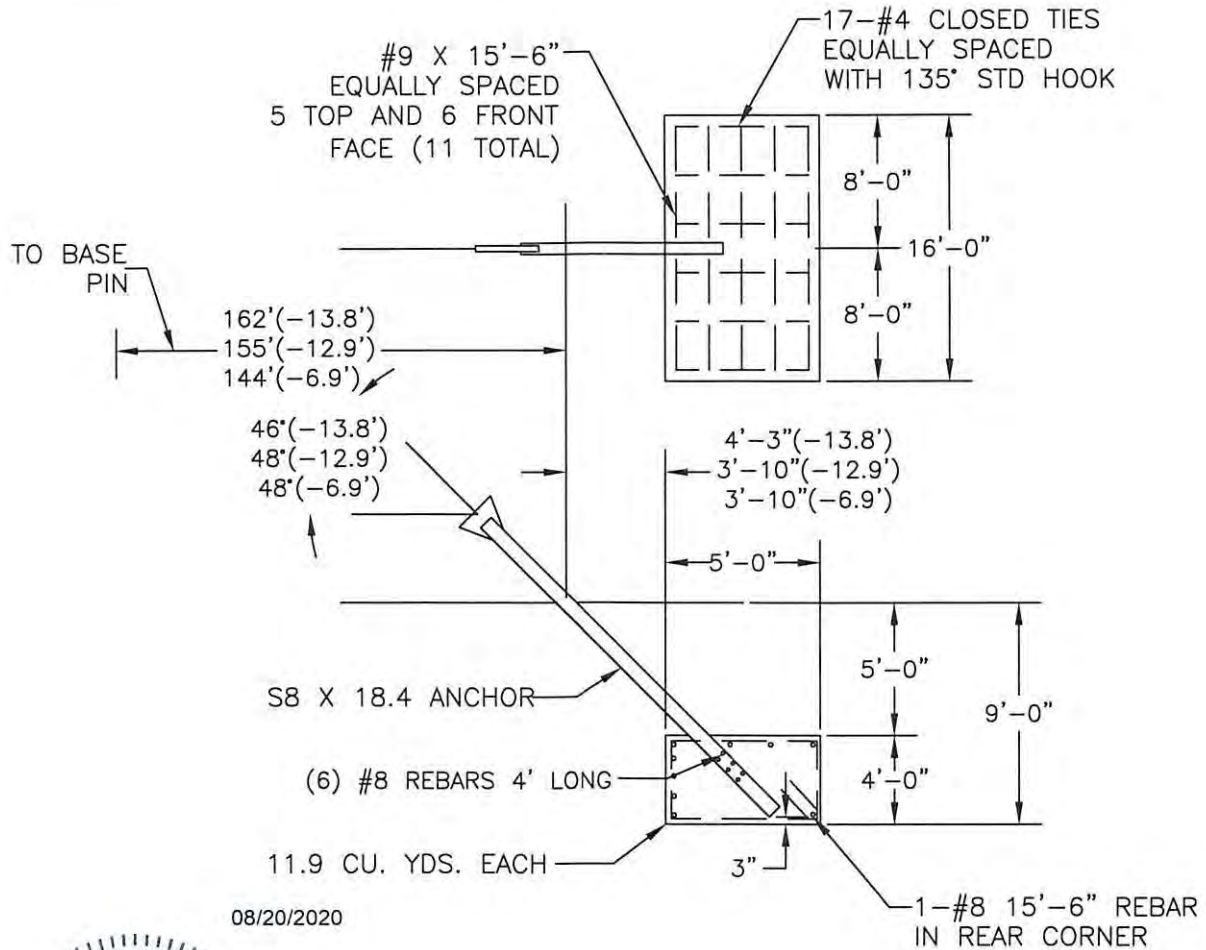 17-#4 CLOSED TIES
EQUALLY SPACED
WITH 135° STD HOOK
#9 X 15'-6"
EQUALLY SPACED
5 TOP AND 6 FRONT
FACE (11 TOTAL)
8'-0"
16'-0"
8'-0"
TO BASE
PIN
162'(-13.8')
155'(-12.9')
144'(-6.9')
46°(-13.8')
48°(-12.9')
48°(-6.9')
4'-3"(-13.8')
3'-10"(-12.9')
3'-10"(-6.9')
5'-0"
S8 X 18.4 ANCHOR
5'-0"
9'-0"
(6) #8 REBARS 4' LONG
4'-0"
11.9 CU. YDS. EACH
3"
08/20/2020
1-#8 15'-6" REBAR
IN REAR CORNER